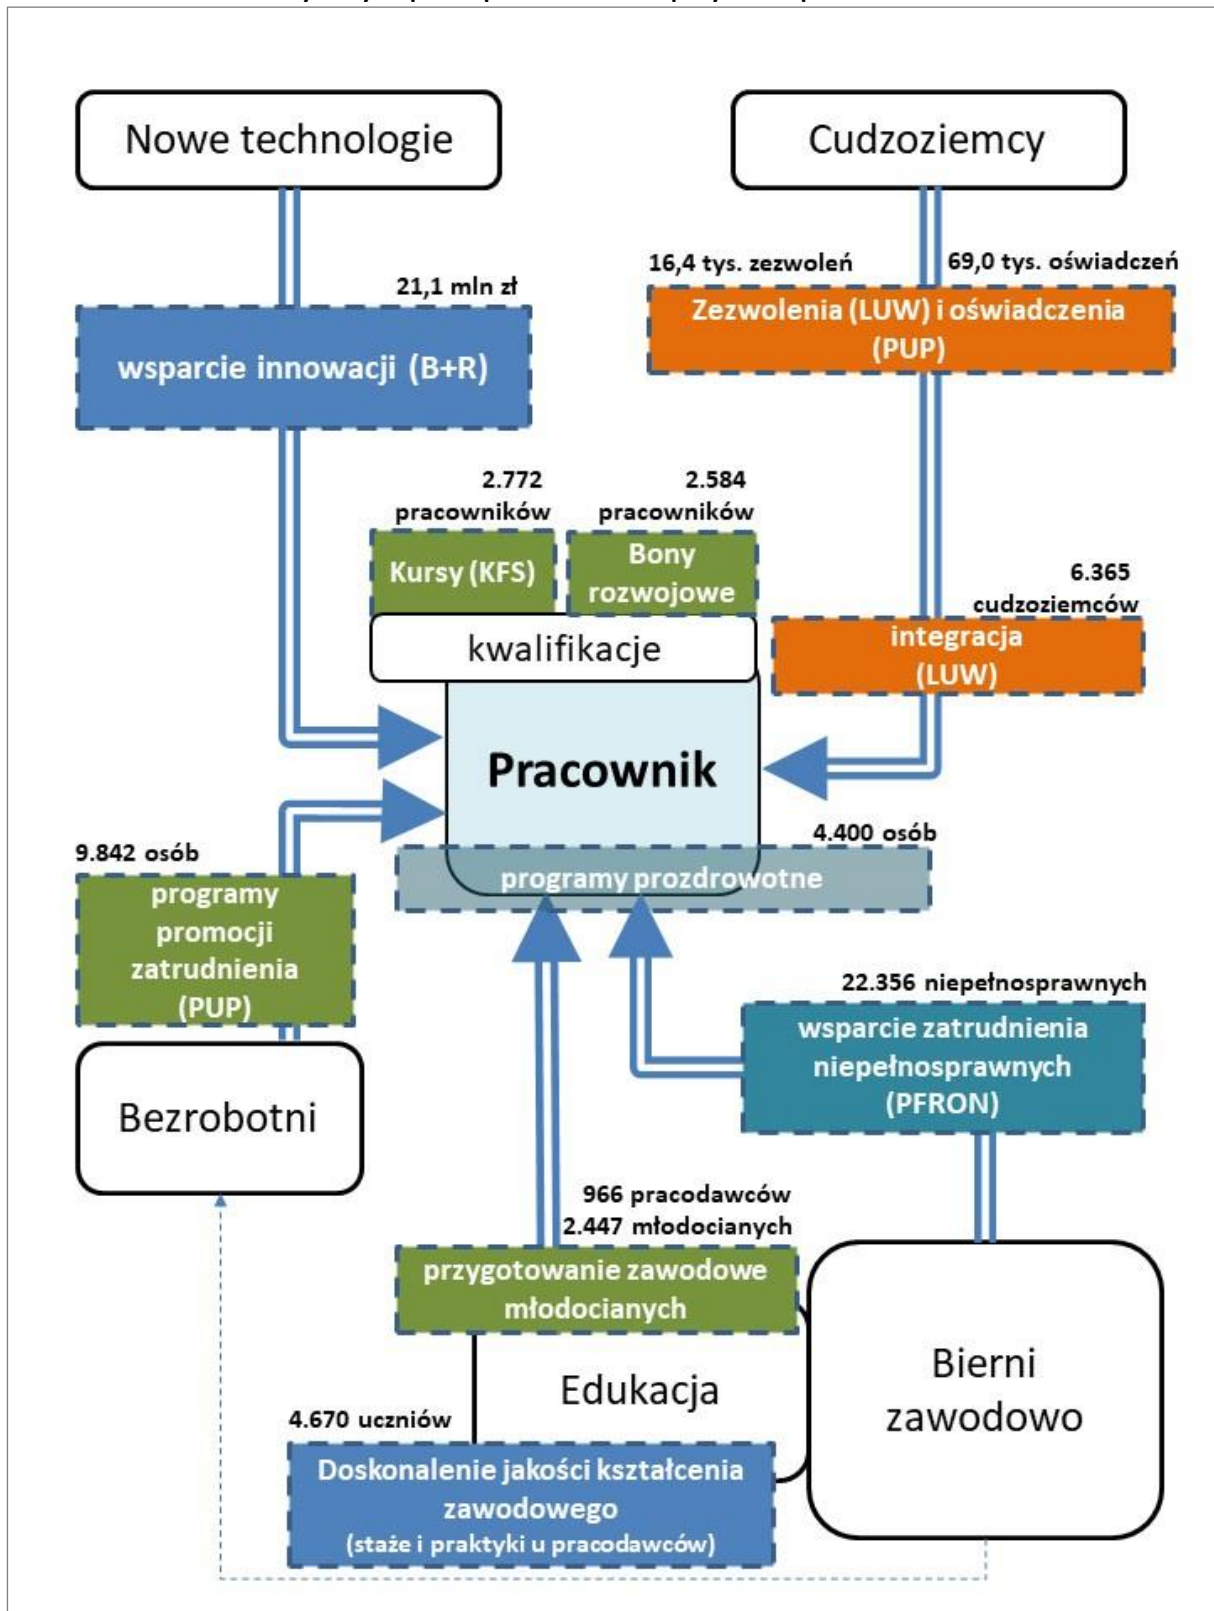 Nowe technologie
Cudzoziemcy
16,4 tys. zezwoleń
69,0 tys. oświadczeń
21,1 mln zł
Zezwolenia (LUW) i oświadczenia
(PUP)
wsparcie innowacji (B+R)
2.772
pracowników
2.584
pracowników
Kursy (KFS)
Bony
rozwojowe
6.365
cudzoziemców
kwalifikacje
integracja
(LUW)
Pracownik
4.400 osób
9.842 osób
programy prozdrowotne
programy
promocji
zatrudnienia
(PUP)
22.356 niepełnosprawnych
wsparcie zatrudnienia
niepełnosprawnych
(PFRON)
Bezrobotni
966 pracodawców
2.447 młodocianych
przygotowanie zawodowe
młodocianych
Bierni
zawodowo
Edukacja
4.670 uczniów
Doskonalenie jakości kształcenia
zawodowego
(staże i praktyki u pracodawców)